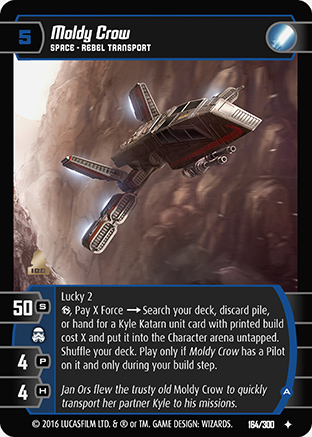 5
Moldy Crow
SPACE - REBEL TRANSPORT
50 S
4 P
4 H
Lucky 2
, Pay X Force → Search your deck, discard pile,
or hand for a Kyle Katarn unit card with printed build
cost X and put it into the Character arena untapped.
Shuffle your deck. Play only if Moldy Crow has a Pilot
on it and only during your build step.
Jan Ors flew the trusty old Moldy Crow to quickly
transport her partner Kyle to his missions.
A
© 2016 LUCASFILM LTD. & ® or TM. GAME DESIGN: WIZARDS.
164/300